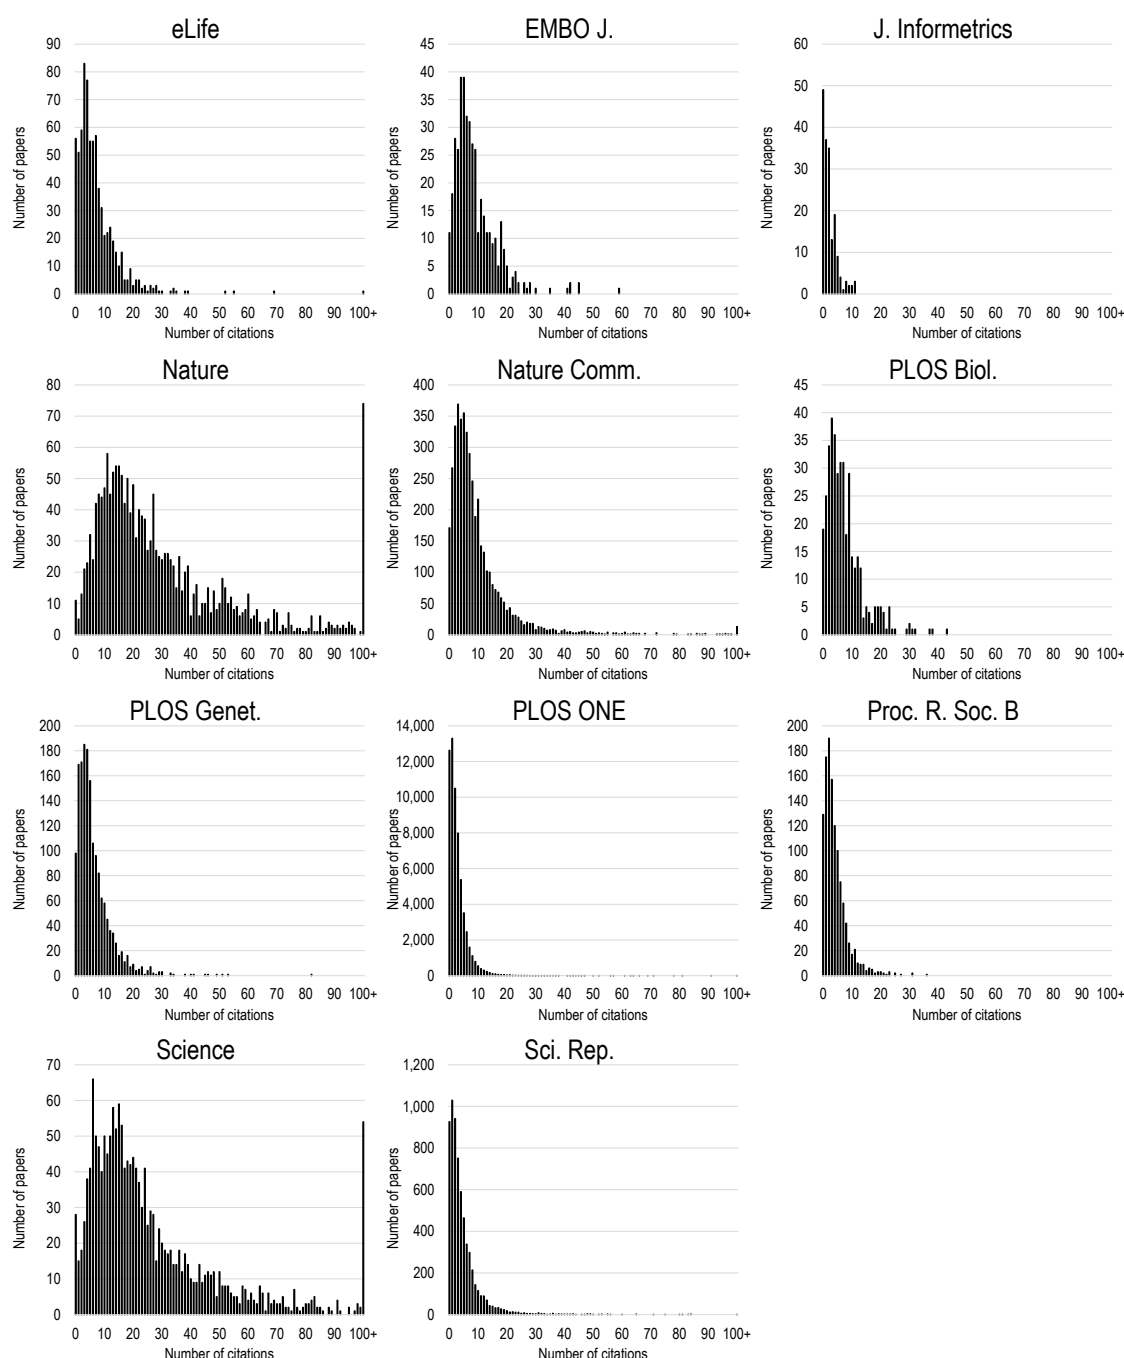 eLife
90
80
70
60
50
40
30
20
10
0
Number of papers
0 10 20 30 40 50 60 70 80 90 100+
Number of citations
EMBO J.
45
40
35
30
25
20
15
10
5
0
Number of papers
0 10 20 30 40 50 60 70 80 90 100+
Number of citations
J. Informetrics
60
50
40
30
20
10
0
Number of papers
0 10 20 30 40 50 60 70 80 90 100+
Number of citations
Nature
80
70
60
50
40
30
20
10
0
Number of papers
0 10 20 30 40 50 60 70 80 90 100+
Number of citations
Nature Comm.
400
350
300
250
200
150
100
50
0
Number of papers
0 10 20 30 40 50 60 70 80 90 100+
Number of citations
PLOS Biol.
45
40
35
30
25
20
15
10
5
0
Number of papers
0 10 20 30 40 50 60 70 80 90 100+
Number of citations
PLOS Genet.
200
180
160
140
120
100
80
60
40
20
0
Number of papers
0 10 20 30 40 50 60 70 80 90 100+
Number of citations
PLOS ONE
14,000
12,000
10,000
8,000
6,000
4,000
2,000
0
Number of papers
0 10 20 30 40 50 60 70 80 90 100+
Number of citations
Proc. R. Soc. B
200
180
160
140
120
100
80
60
40
20
0
Number of papers
0 10 20 30 40 50 60 70 80 90 100+
Number of citations
Science
70
60
50
40
30
20
10
0
Number of papers
0 10 20 30 40 50 60 70 80 90 100+
Number of citations
Sci. Rep.
1,200
1,000
800
600
400
200
0
Number of papers
0 10 20 30 40 50 60 70 80 90 100+
Number of citations